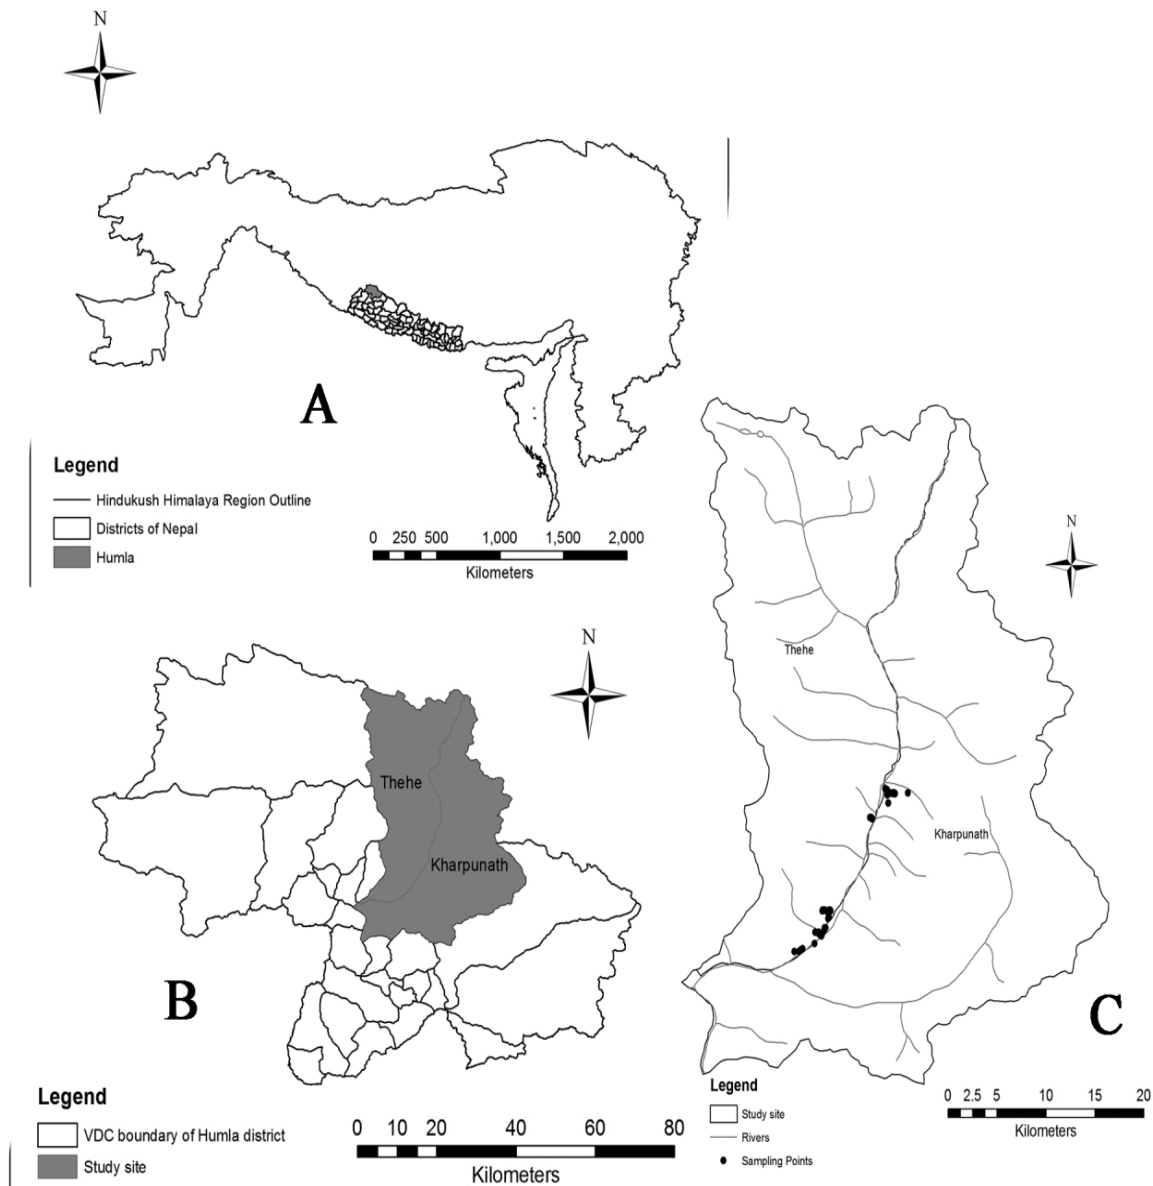 N
A
Legend
Hindukush Himalaya Region Outline
Districts of Nepal
Humla
0 250 500 1,000 1,500 2,000
Kilometers
N
Thehe
Kharpunath
B
Legend
VDC boundary of Humla district
Study site
0 10 20 40 60 80
Kilometers
N
Thehe
Kharpunath
C
Legend
Study site
Rivers
Sampling Points
0 2.5 5 10 15 20
Kilometers